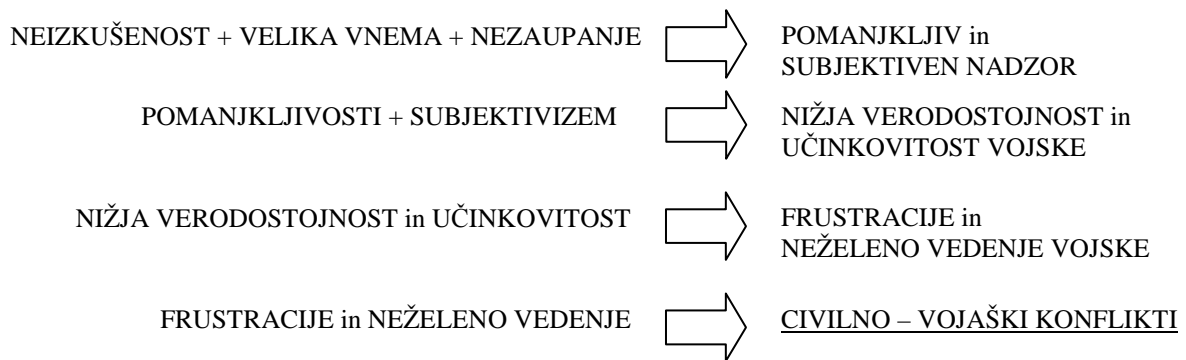 NEIZKUŠENOST + VELIKA VNEMA + NEZAUPANJE
POMANJKLJIV in
SUBJEKTIVEN NADZOR
POMANJKLJIVOSTI + SUBJEKTIVIZEM
NIŽJA VERODOSTOJNOST in
UČINKOVITOST VOJSKE
NIŽJA VERODOSTOJNOST in UČINKOVITOST
FRUSTRACIJE in
NEŽELENO VEDENJE VOJSKE
FRUSTRACIJE in NEŽELENO VEDENJE
CIVILNO – VOJAŠKI KONFLIKTI